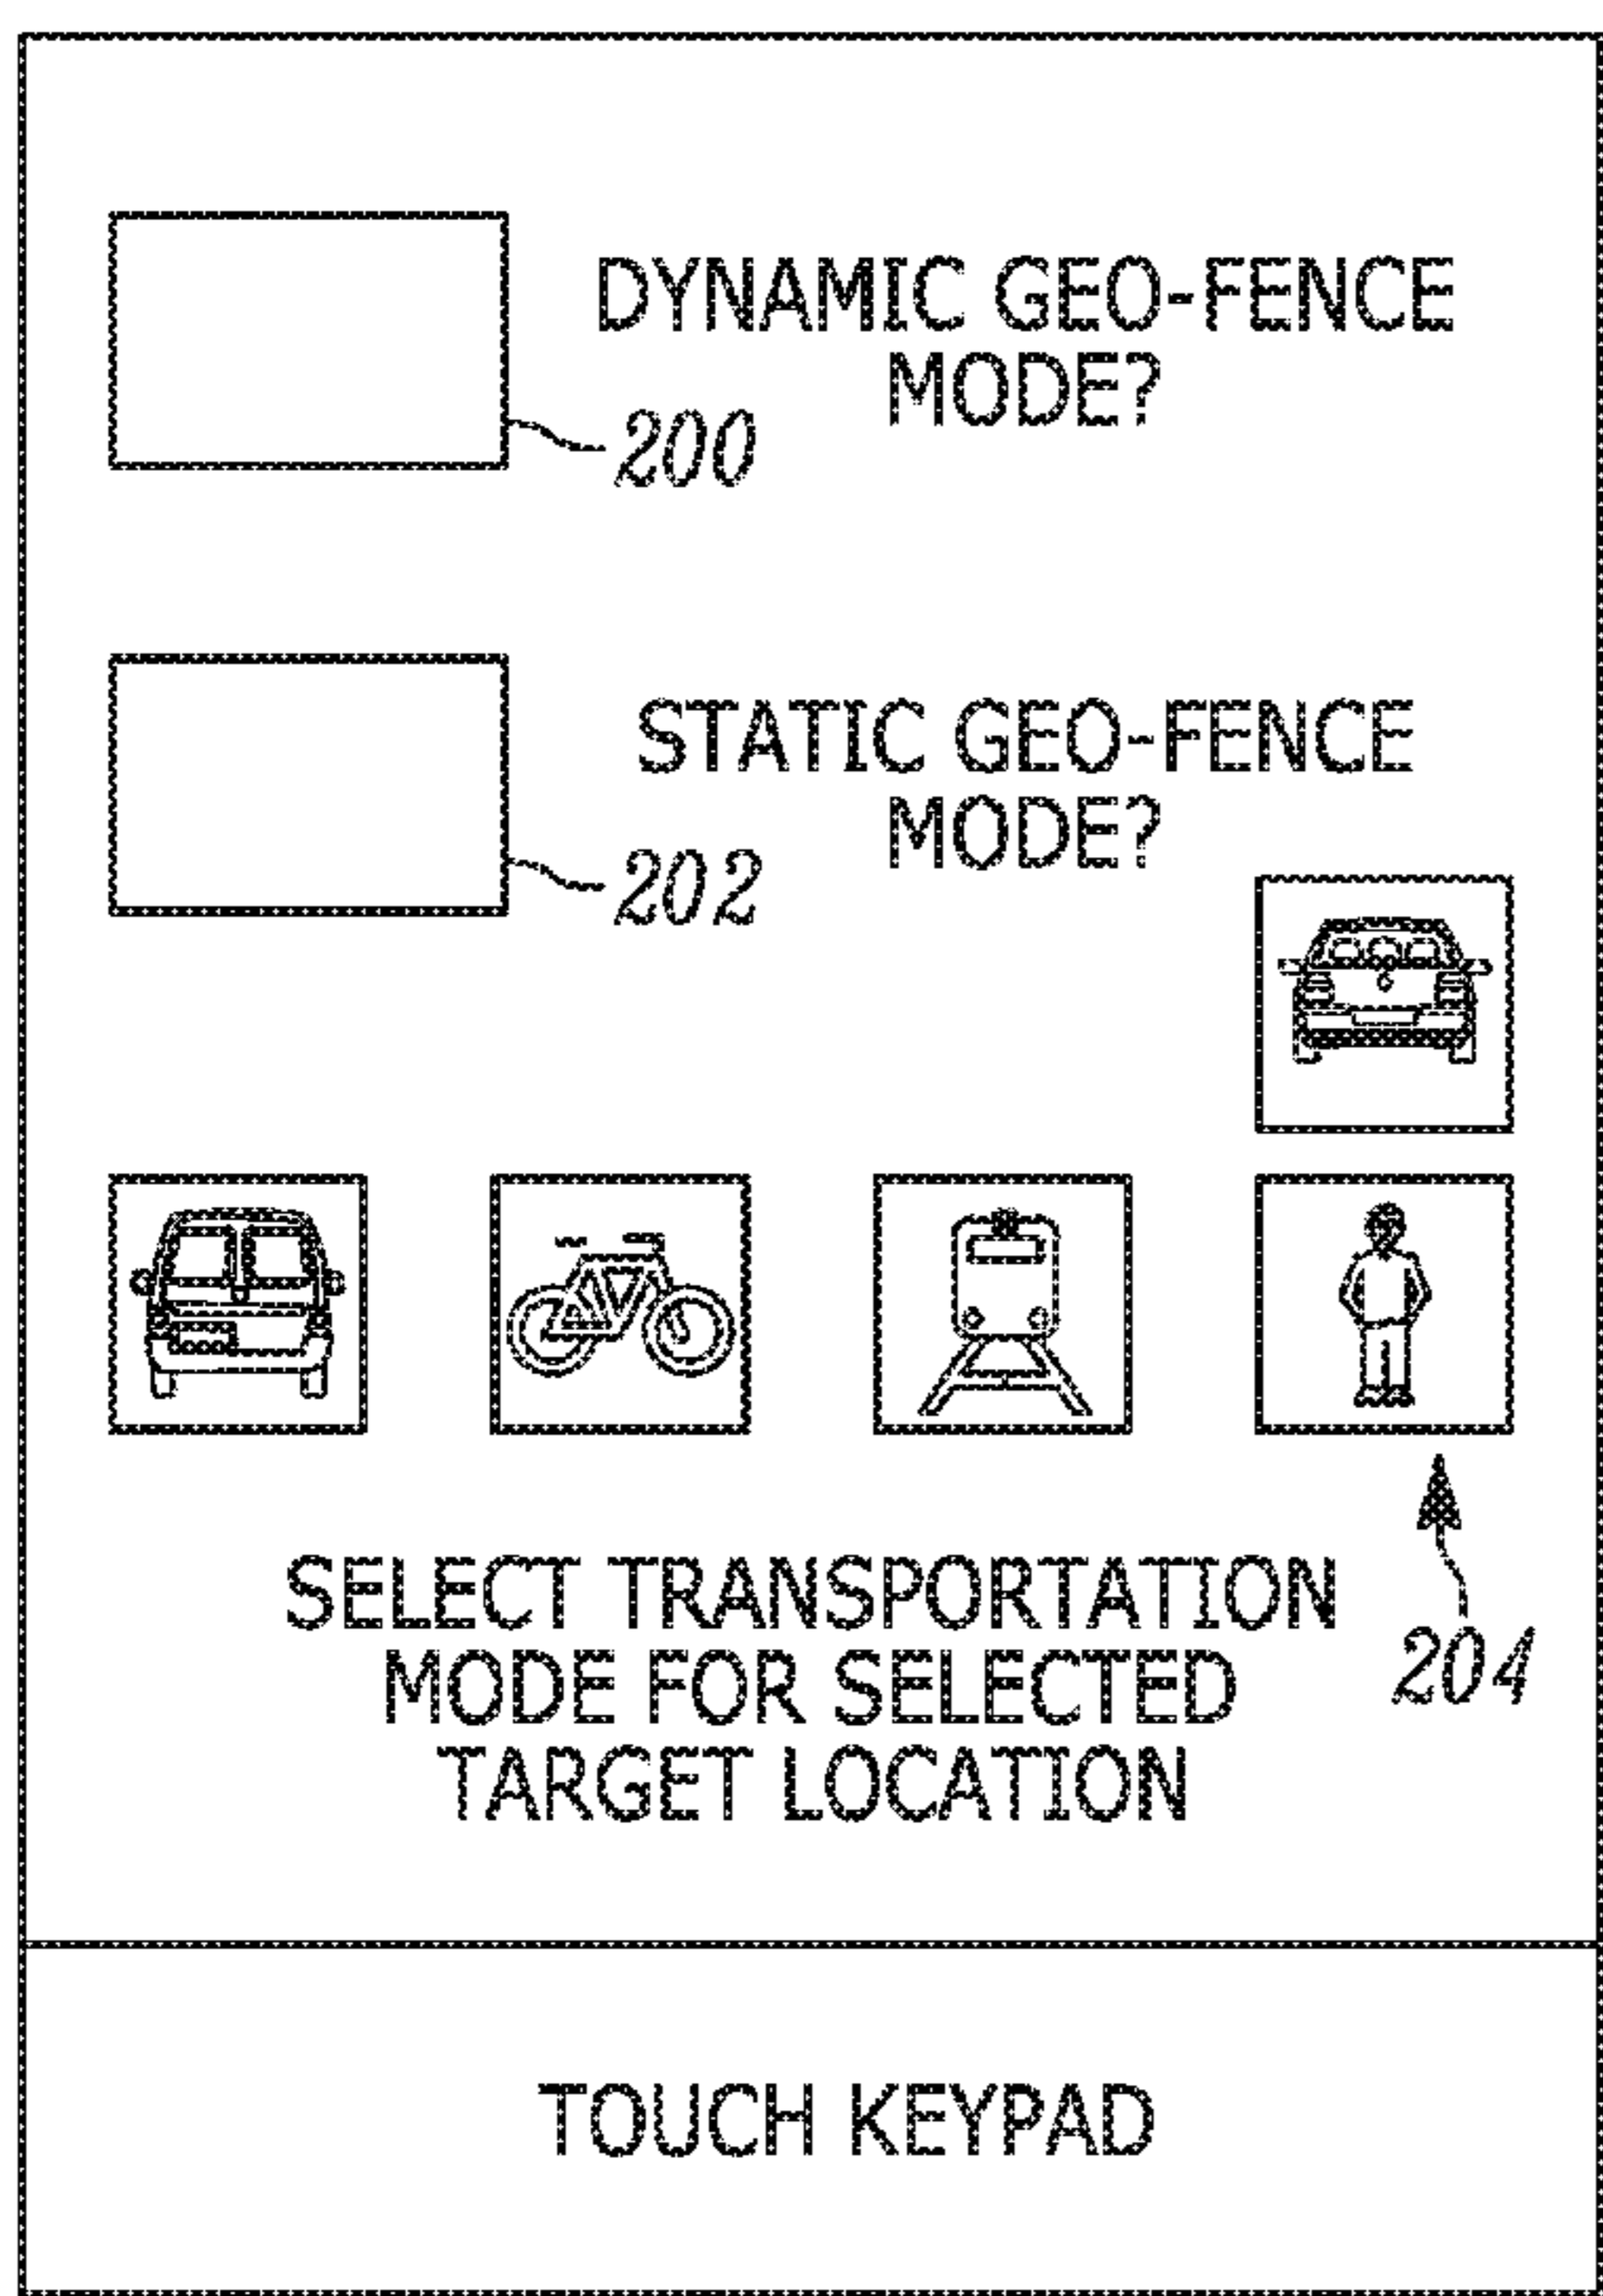 DYNAMIC GEO-FENCE
MODE?
200
STATIC GEO-FENCE
MODE?
202
SELECT TRANSPORTATION
MODE FOR SELECTED
TARGET LOCATION
204
TOUCH KEYPAD